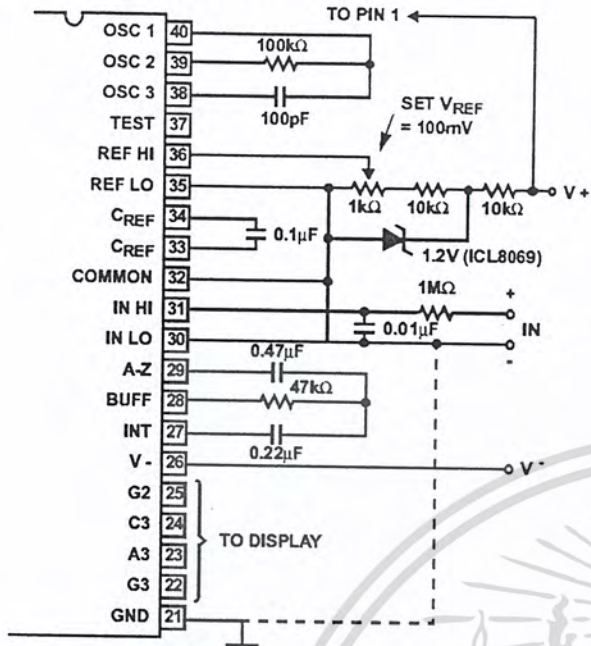 TO PIN 1
OSC 1 40
100kΩ
OSC 2 39
OSC 3 38
100pF
TEST 37
SET VREF
= 100mV
REF HI 36
REF LO 35
1kΩ 10kΩ 10kΩ
V +
CREF 34
0.1µF
CREF 33
1.2V (ICL8069)
COMMON 32
1MΩ
IN HI 31
+
0.01µF
IN
IN LO 30
-
0.47µF
A-Z 29
47kΩ
BUFF 28
INT 27
0.22µF
V - 26
V -
G2 25
C3 24
TO DISPLAY
A3 23
G3 22
GND 21